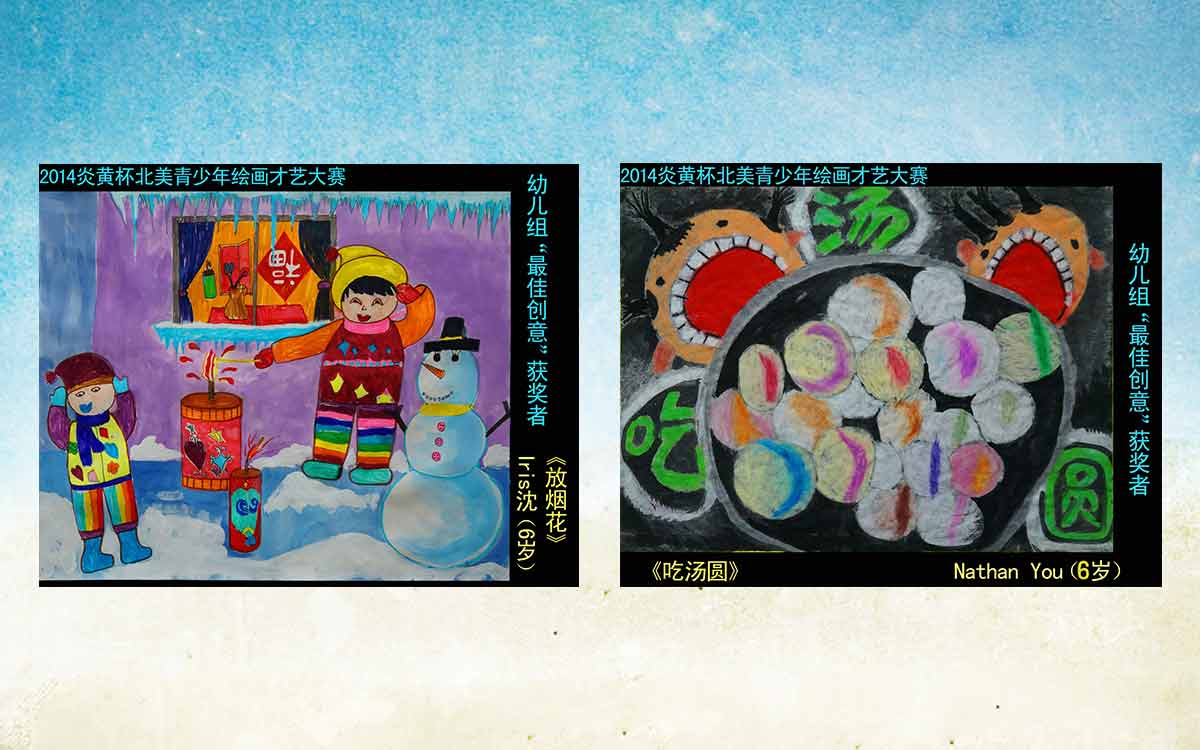 2014炎黄杯北美青少年绘画才艺大赛
幼儿组“最佳创意”获奖者
《放烟花》
Iris沈（6岁）
福
2014炎黄杯北美青少年绘画才艺大赛
幼儿组“最佳创意”获奖者
吃
汤
圆
《吃汤圆》
Nathan You（6岁）